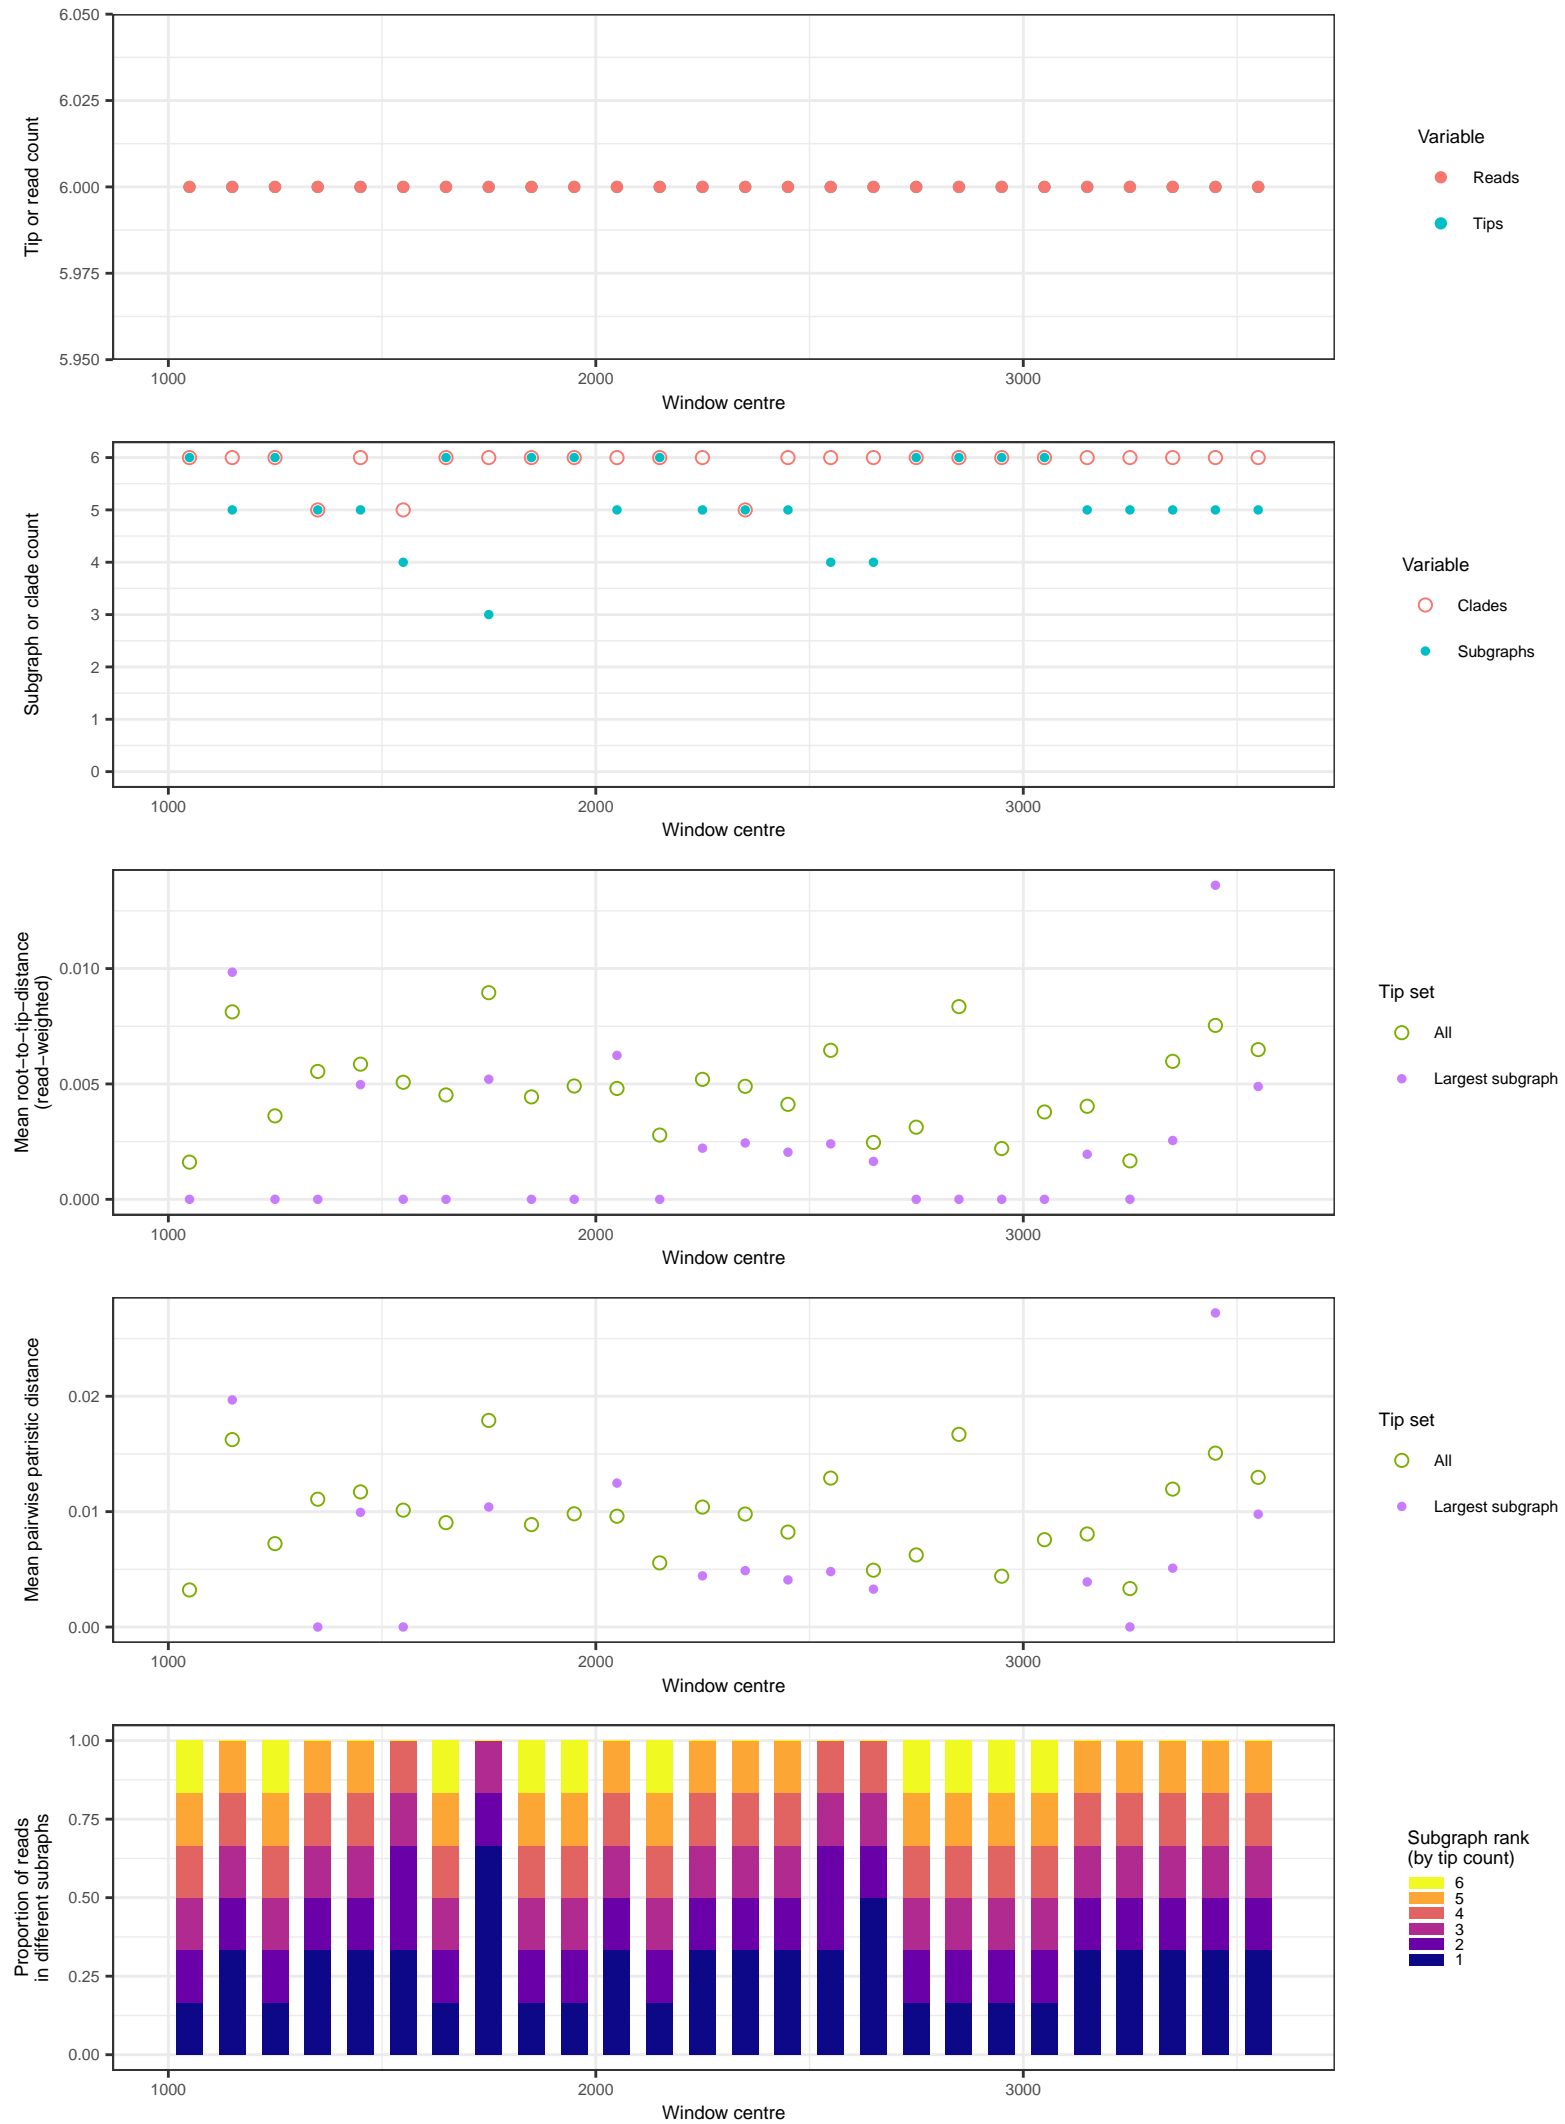 6.050
6.025
6.000
5.975
5.950
Tip or read count
1000 2000 3000
Window centre
Variable
Reads
Tips
6
5
4
3
2
1
0
Subgraph or clade count
1000 2000 3000
Window centre
Variable
Clades
Subgraphs
0.010
0.005
0.000
Mean root−to−tip−distance
(read−weighted)
1000 2000 3000
Window centre
Tip set
All
Largest subgraph
0.02
0.01
0.00
Mean pairwise patristic distance
1000 2000 3000
Window centre
Tip set
All
Largest subgraph
1.00
0.75
0.50
0.25
0.00
Proportion of reads
in different subraphs
1000 2000 3000
Window centre
Subgraph rank
(by tip count)
6
5
4
3
2
1